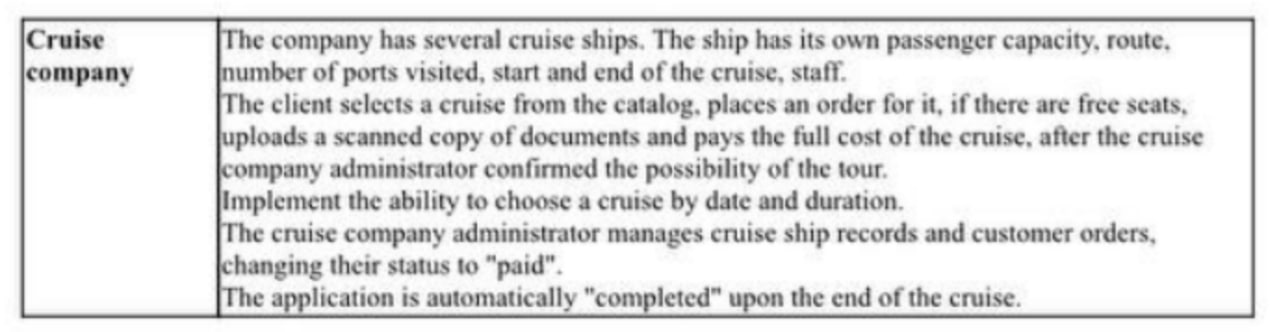 Cruise
company
The company has several cruise ships. The ship has its own passenger capacity, route,
number of ports visited, start and end of the cruise, staff.
The client selects a cruise from the catalog, places an order for it, if there are free seats,
uploads a scanned copy of documents and pays the full cost of the cruise, after the cruise
company administrator confirmed the possibility of the tour.
Implement the ability to choose a cruise by date and duration.
The cruise company administrator manages cruise ship records and customer orders,
changing their status to "paid".
The application is automatically "completed" upon the end of the cruise.